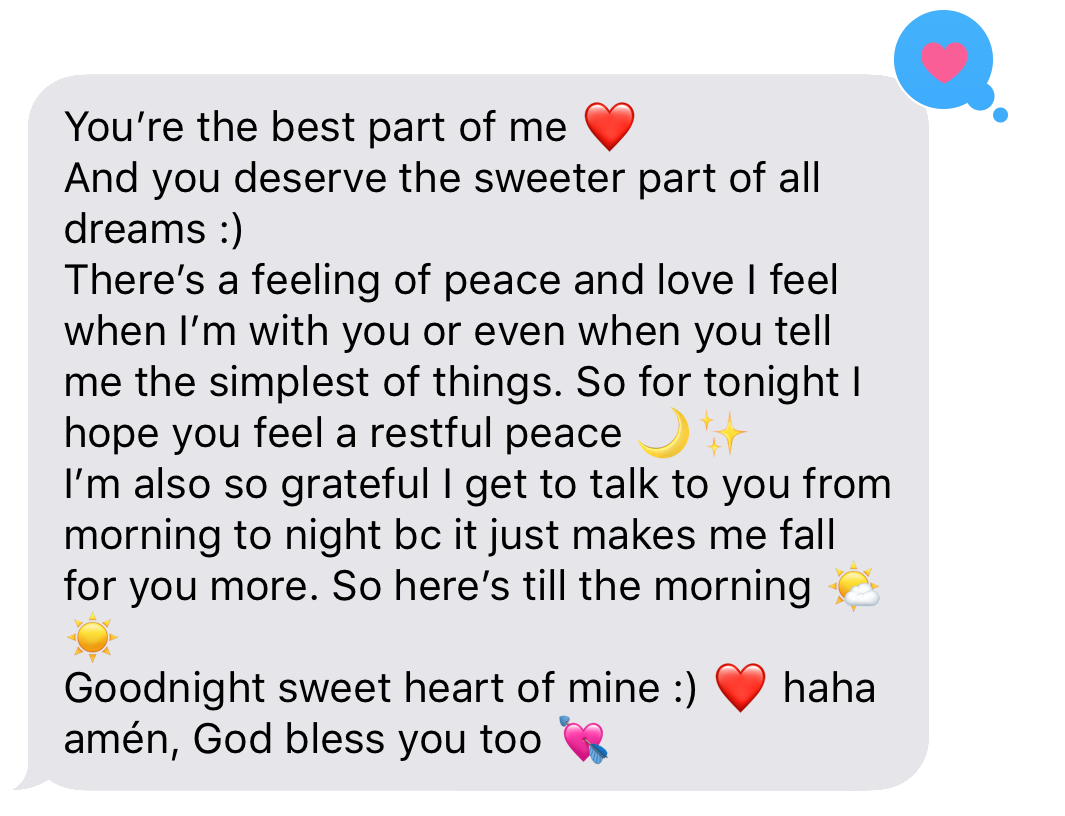 You're the best part of me ❤️
And you deserve the sweeter part of all
dreams :)
There's a feeling of peace and love I feel
when I'm with you or even when you tell
me the simplest of things. So for tonight I
hope you feel a restful peace 🌙✨
I'm also so grateful I get to talk to you from
morning to night bc it just makes me fall
for you more. So here's till the morning 🌤️
☀️
Goodnight sweet heart of mine :) ❤️ haha
amén, God bless you too 💘